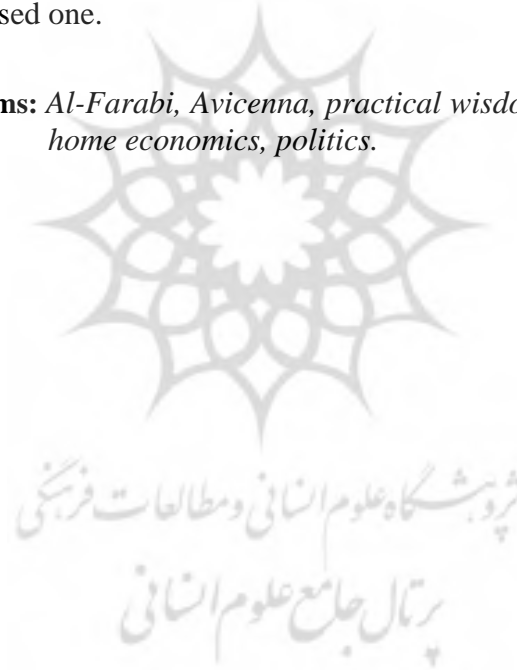 sed one.
ms: Al-Farabi, Avicenna, practical wisdo
home economics, politics.
پژوهشگاه علوم انسانی و مطالعات فرهنگی
پرتال جامع علوم انسانی